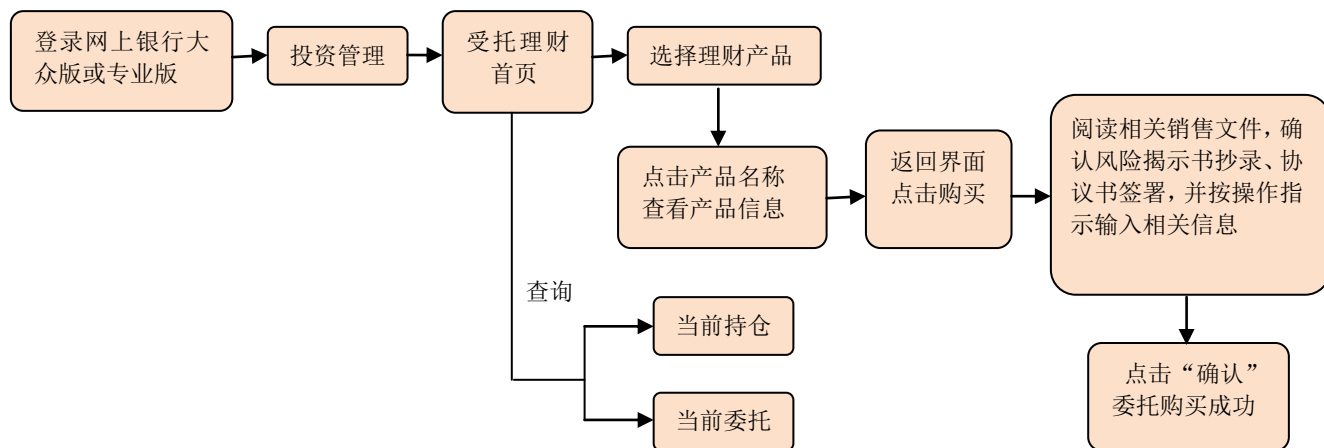 登录网上银行大
众版或专业版
投资管理
受托理财
首页
选择理财产品
点击产品名称
查看产品信息
返回界面
点击购买
阅读相关销售文件，确
认风险揭示书抄录、协
议书签署，并按操作指
示输入相关信息
查询
当前持仓
当前委托
点击“确认”
委托购买成功